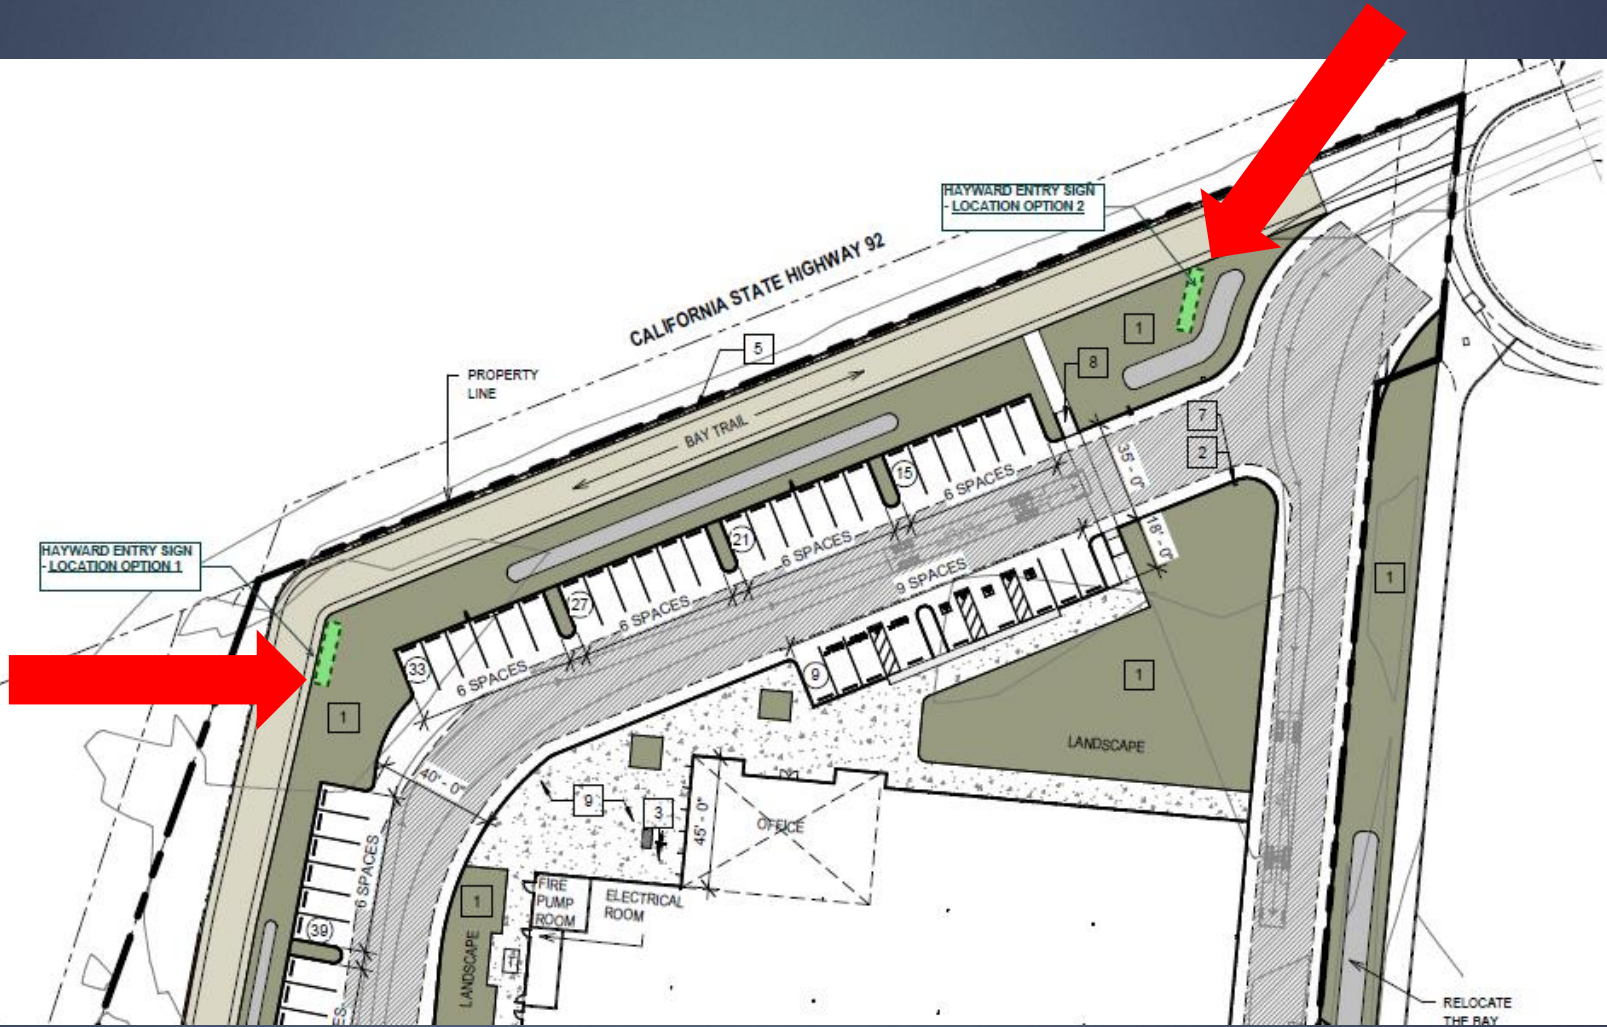 HAYWARD ENTRY SIGN
- LOCATION OPTION 2
CALIFORNIA STATE HIGHWAY 92
5
1
8
PROPERTY
LINE
BAY TRAIL
7
2
35' - 0"
15
6 SPACES
18' - 0"
21
6 SPACES
HAYWARD ENTRY SIGN
- LOCATION OPTION 1
9 SPACES
1
27
6 SPACES
33
6 SPACES
9
1
1
LANDSCAPE
40' - 0"
9
3
45' - 0"
OFFICE
6 SPACES
1
FIRE
PUMP
ROOM
ELECTRICAL
ROOM
39
LANDSCAPE
RELOCATE
THE BAY